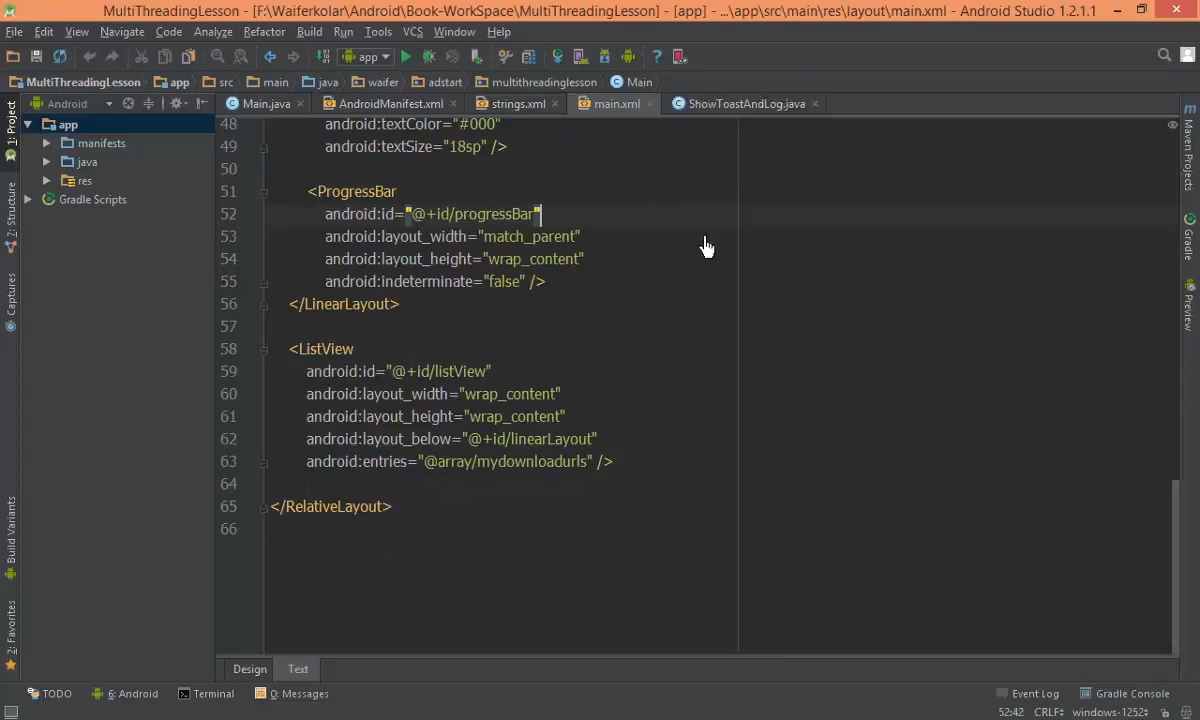 MultiThreadingLesson - [F:\Waiferkolar\Android\Book-WorkSpace\MultiThreadingLesson] - [app] - ...\app\src\main\res\layout\main.xml - Android Studio 1.2.1.1
File Edit View Navigate Code Analyze Refactor Build Run Tools VCS Window Help
app
MultiThreadingLesson app src main java waifer adstart multithreadinglesson Main
1: Project
Android
Main.java AndroidManifest.xml strings.xml main.xml ShowToastAndLog.java
app
manifests
java
res
Gradle Scripts
Z: Structure
Captures
Build Variants
2: Favorites
48 android:textColor="#000"
49 android:textSize="18sp" />
50
51 <ProgressBar
52 android:id="@+id/progressBar"
53 android:layout_width="match_parent"
54 android:layout_height="wrap_content"
55 android:indeterminate="false" />
56 </LinearLayout>
57
58 <ListView
59 android:id="@+id/listView"
60 android:layout_width="wrap_content"
61 android:layout_height="wrap_content"
62 android:layout_below="@+id/linearLayout"
63 android:entries="@array/mydownloadurls" />
64
65 </RelativeLayout>
66
Maven Projects
Gradle
Preview
Design Text
TODO 6: Android Terminal 0: Messages Event Log Gradle Console
52:42 CRLF windows-1252